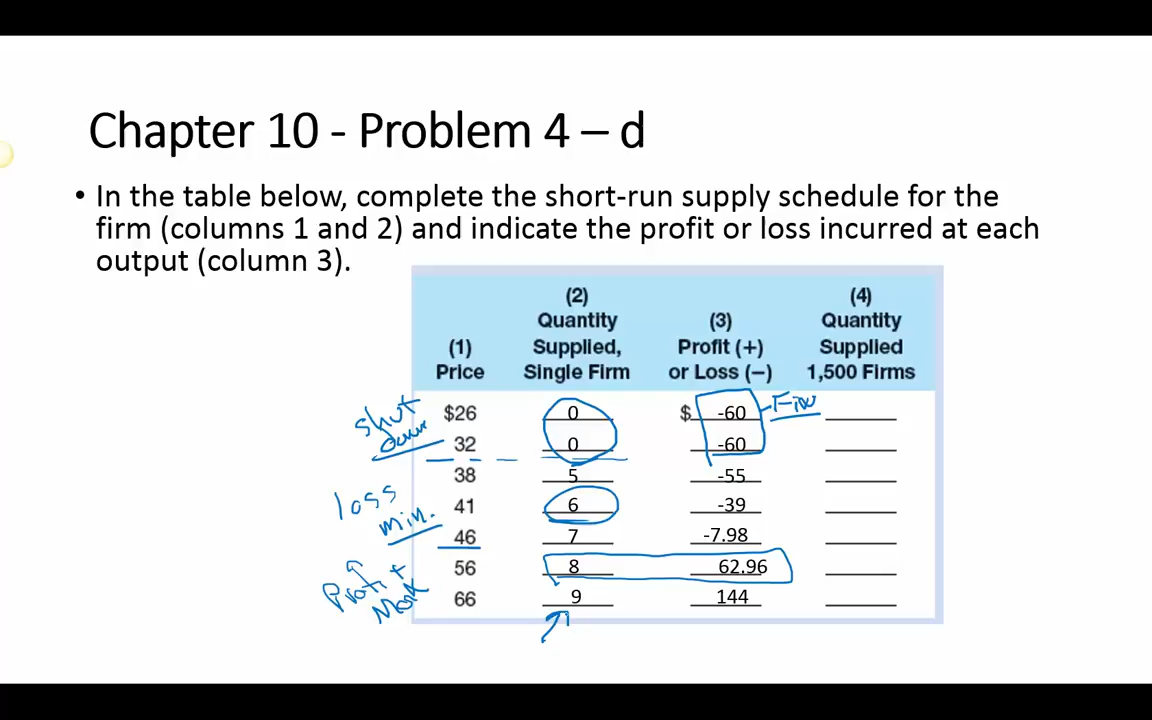 Chapter 10 - Problem 4 – d
• In the table below, complete the short-run supply schedule for the
firm (columns 1 and 2) and indicate the profit or loss incurred at each
output (column 3).
(1) Price (2) Quantity Supplied, Single Firm (3) Profit (+) or Loss (−) (4) Quantity Supplied 1,500 Firms
shut down
$26 0 $ -60
Fix
32 0 -60
38 5 -55
loss min.
41 6 -39
46 7 -7.98
56 8 62.96
Profit
66 9 144